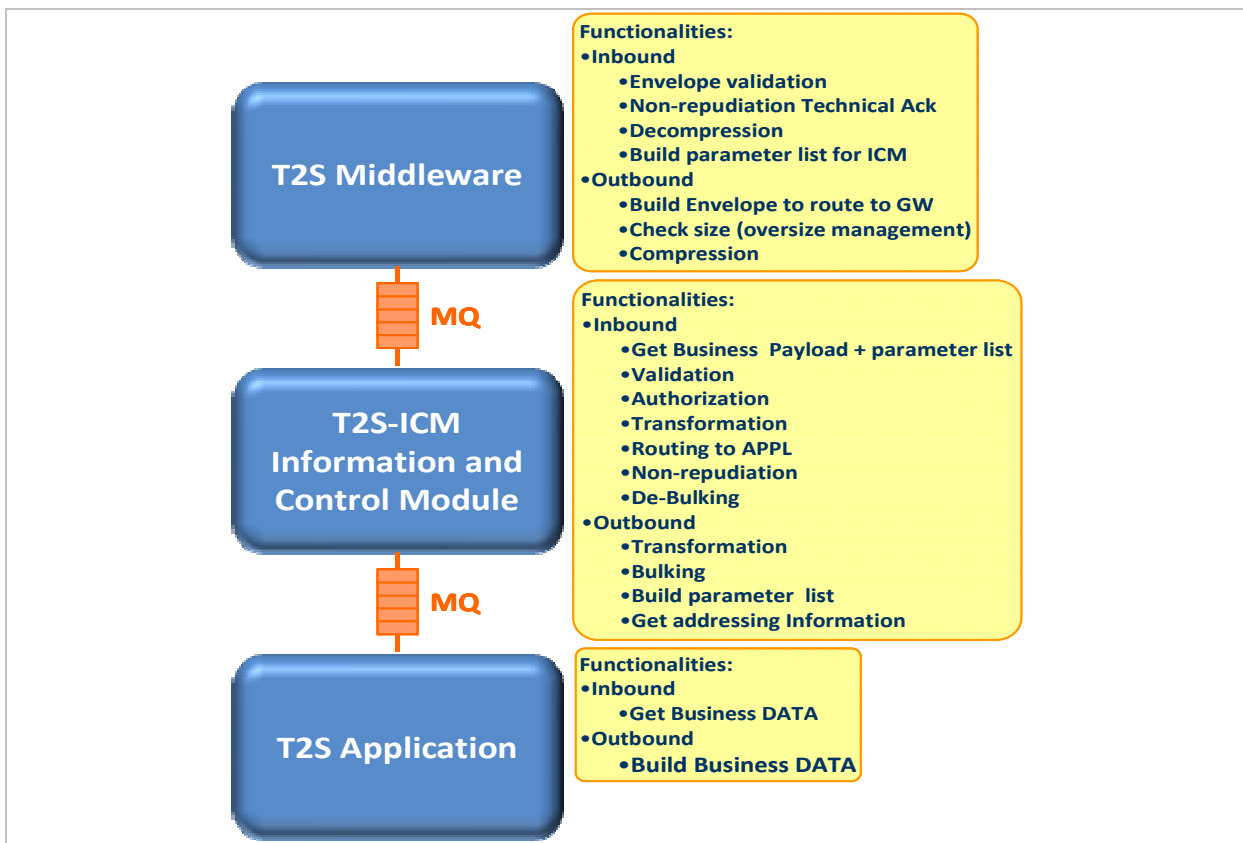 Functionalities:
•Inbound
•Envelope validation
•Non-repudiation Technical Ack
•Decompression
•Build parameter list for ICM
•Outbound
•Build Envelope to route to GW
•Check size (oversize management)
•Compression
T2S Middleware
MQ
Functionalities:
•Inbound
•Get Business Payload + parameter list
•Validation
•Authorization
•Transformation
•Routing to APPL
•Non-repudiation
•De-Bulking
•Outbound
•Transformation
•Bulking
•Build parameter list
•Get addressing Information
T2S-ICM
Information and
Control Module
MQ
Functionalities:
•Inbound
•Get Business DATA
•Outbound
•Build Business DATA
T2S Application